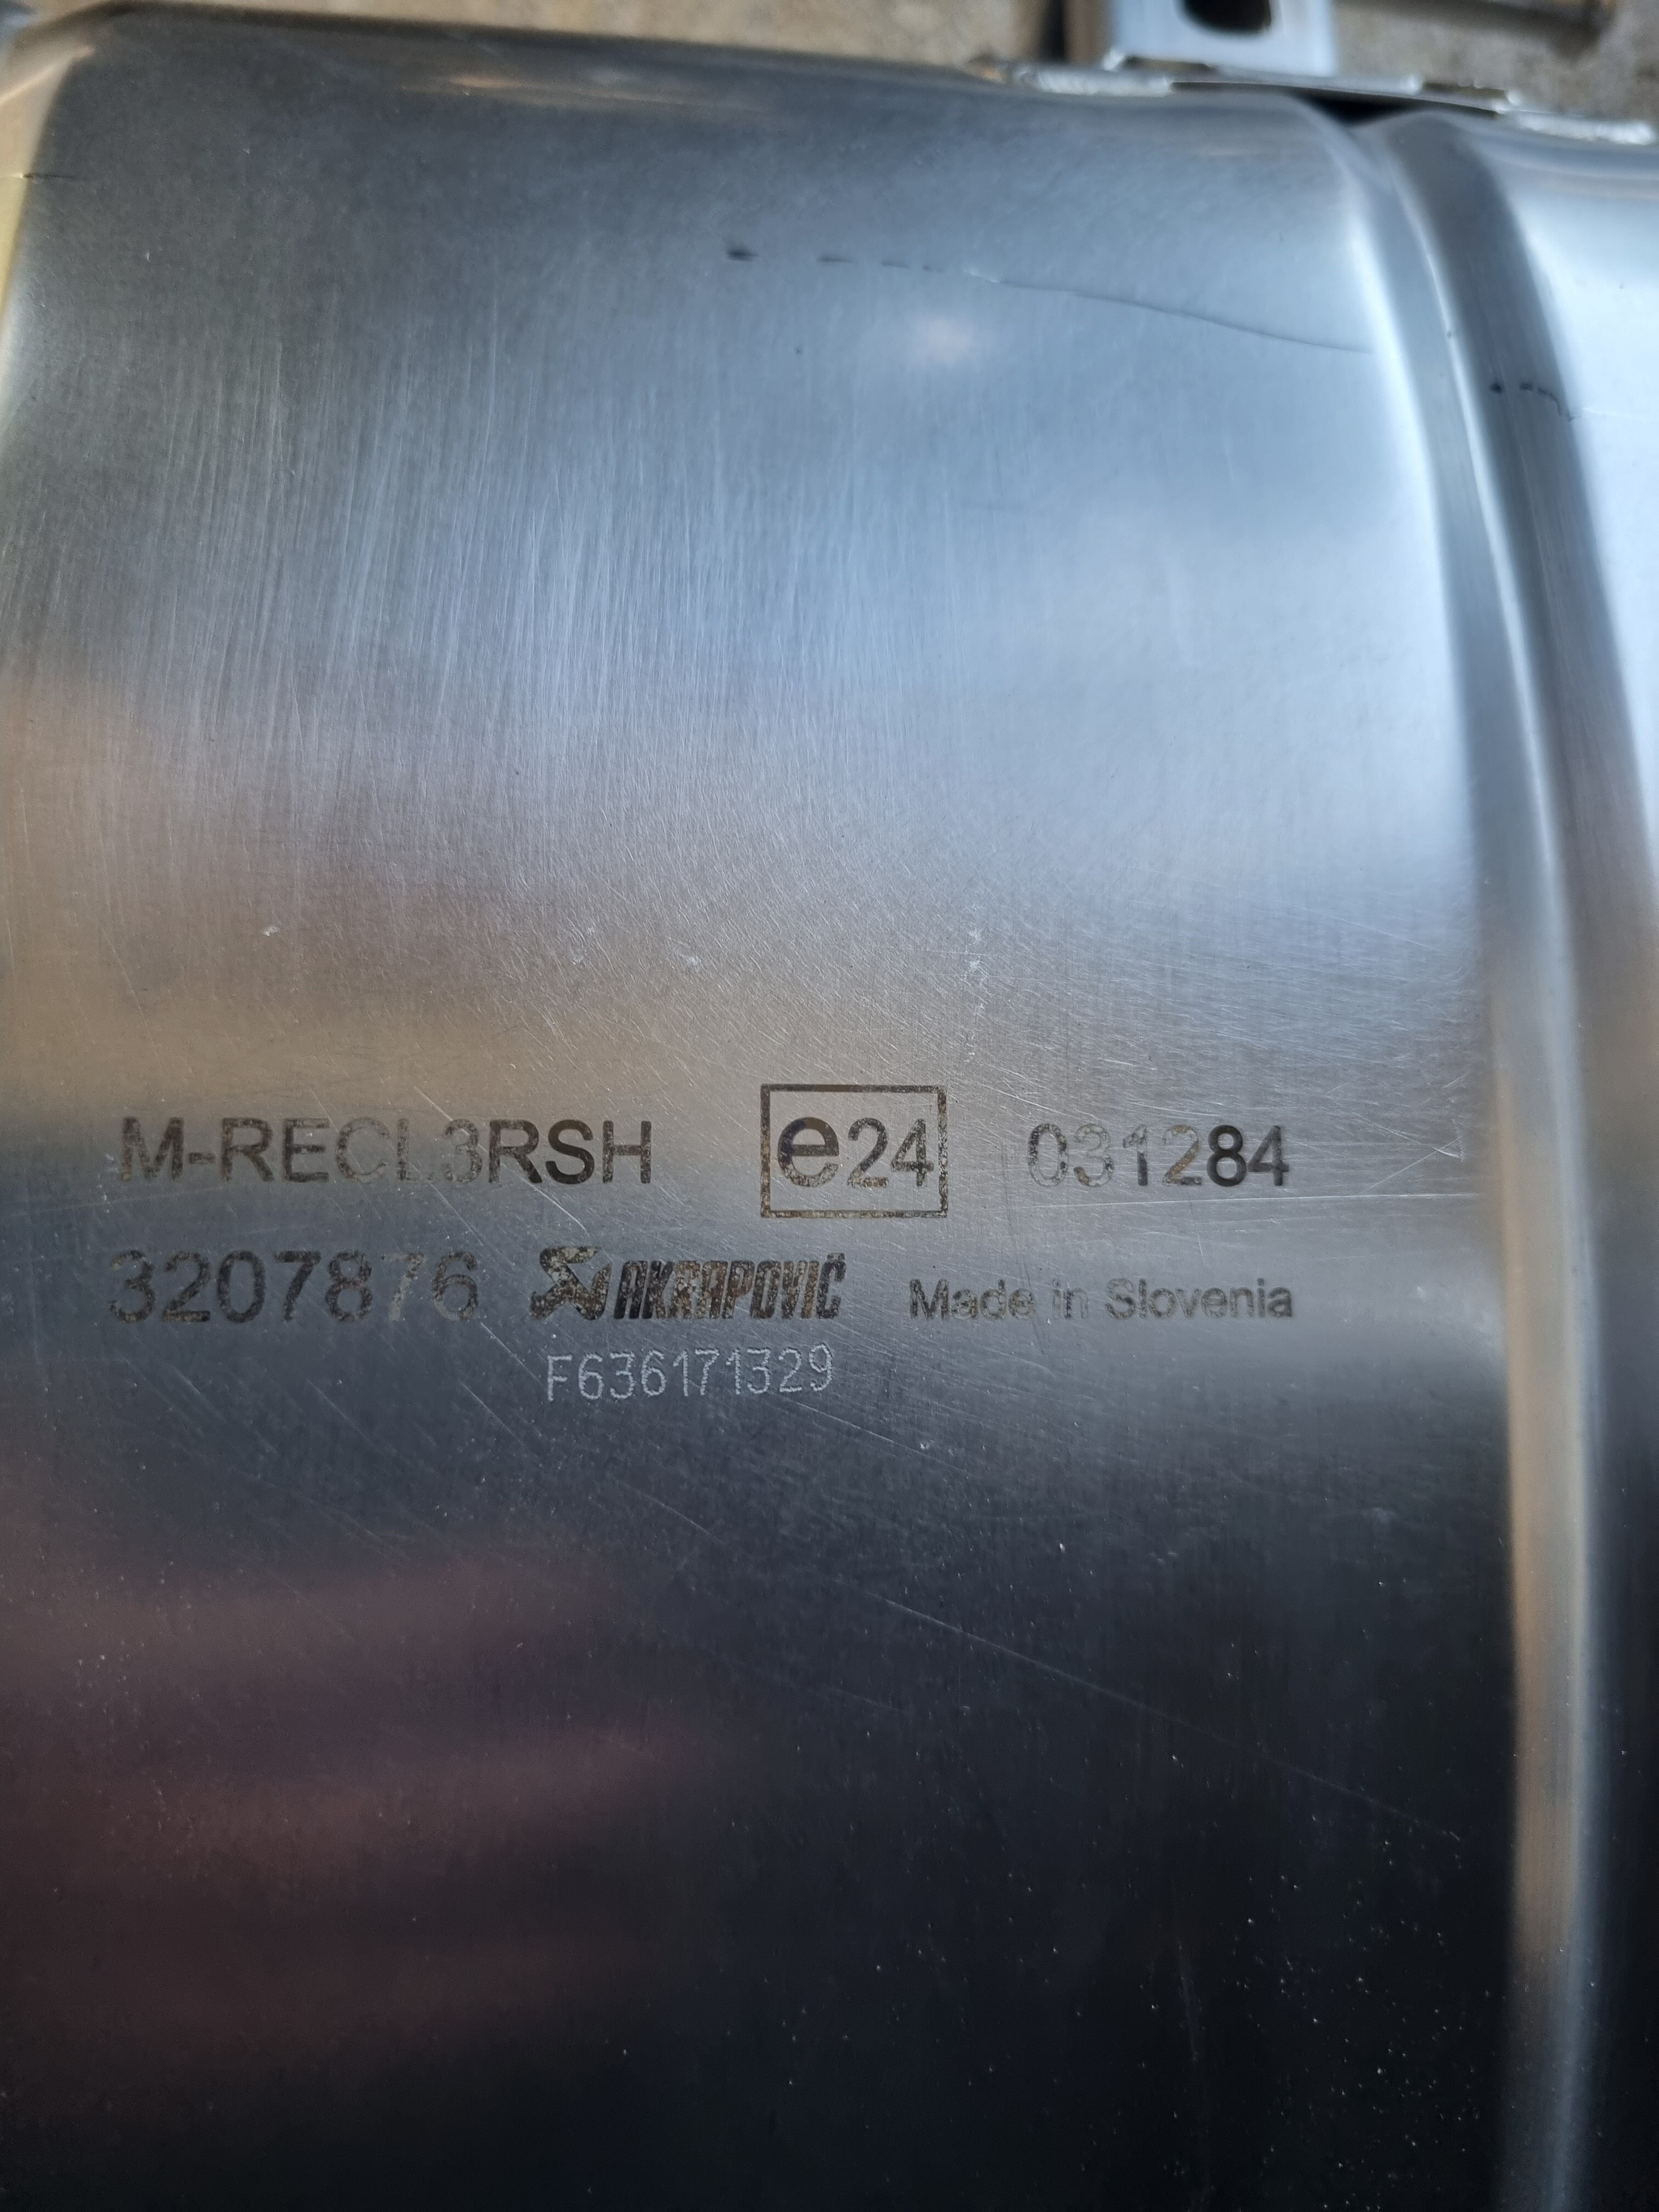 M-RECL3RSH e24 031284
3207876 AKRAPOVIČ Made in Slovenia
F636171329